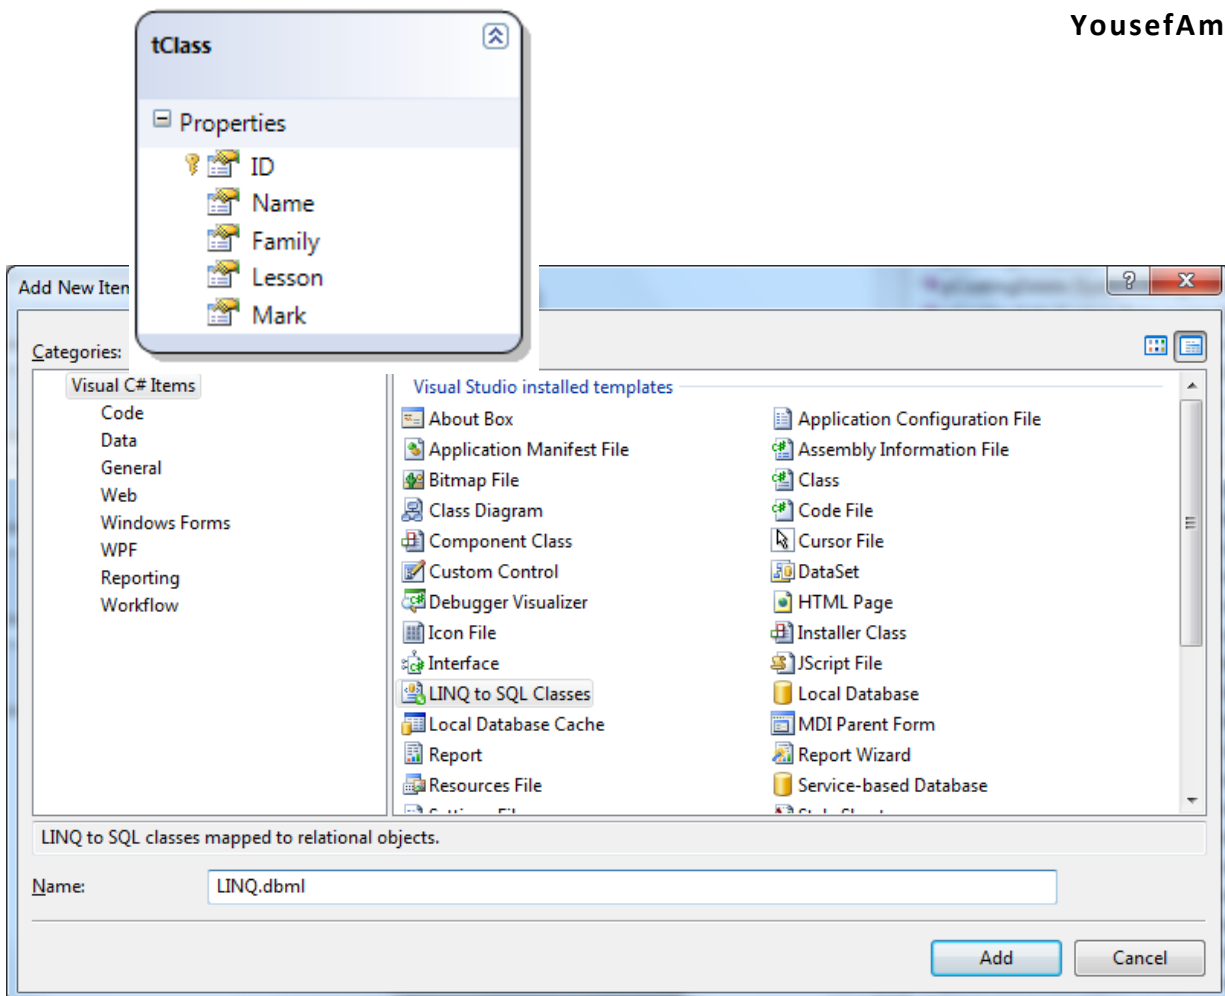 YousefAm
tClass
Properties
ID
Name
Family
Lesson
Mark
Add New Item
Categories:
Visual C# Items
Code
Data
General
Web
Windows Forms
WPF
Reporting
Workflow
Visual Studio installed templates
About Box
Application Configuration File
Application Manifest File
Assembly Information File
Bitmap File
Class
Class Diagram
Code File
Component Class
Cursor File
Custom Control
DataSet
Debugger Visualizer
HTML Page
Icon File
Installer Class
Interface
JScript File
LINQ to SQL Classes
Local Database
Local Database Cache
MDI Parent Form
Report
Report Wizard
Resources File
Service-based Database
LINQ to SQL classes mapped to relational objects.
Name:
LINQ.dbml
Add
Cancel